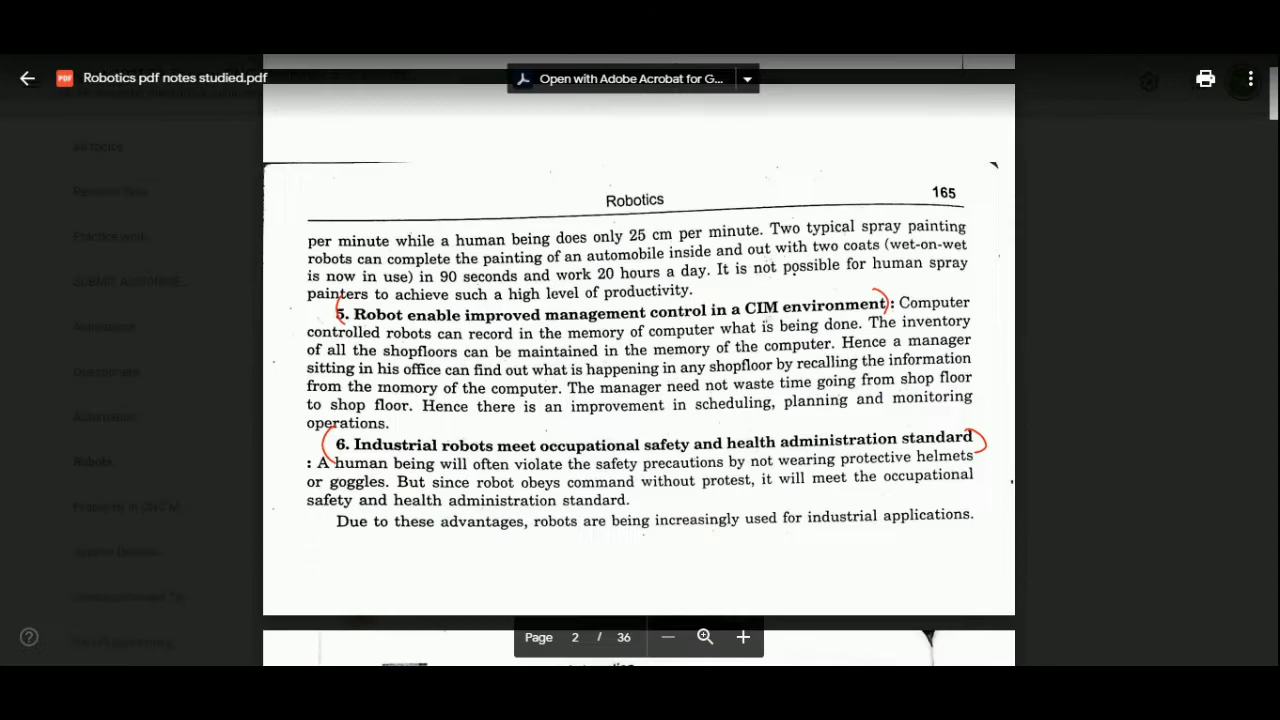 Robotics pdf notes studied.pdf
Open with Adobe Acrobat for G...
All topics
Practice work
SUBMIT ASSIGNME...
Robots
Robotics 165
per minute while a human being does only 25 cm per minute. Two typical spray painting
robots can complete the painting of an automobile inside and out with two coats (wet-on-wet
is now in use) in 90 seconds and work 20 hours a day. It is not possible for human spray
painters to achieve such a high level of productivity.
5. Robot enable improved management control in a CIM environment : Computer
controlled robots can record in the memory of computer what is being done. The inventory
of all the shopfloors can be maintained in the memory of the computer. Hence a manager
sitting in his office can find out what is happening in any shopfloor by recalling the information
from the momory of the computer. The manager need not waste time going from shop floor
to shop floor. Hence there is an improvement in scheduling, planning and monitoring
operations.
6. Industrial robots meet occupational safety and health administration standard
: A human being will often violate the safety precautions by not wearing protective helmets
or goggles. But since robot obeys command without protest, it will meet the occupational
safety and health administration standard.
Due to these advantages, robots are being increasingly used for industrial applications.
Page 2 / 36